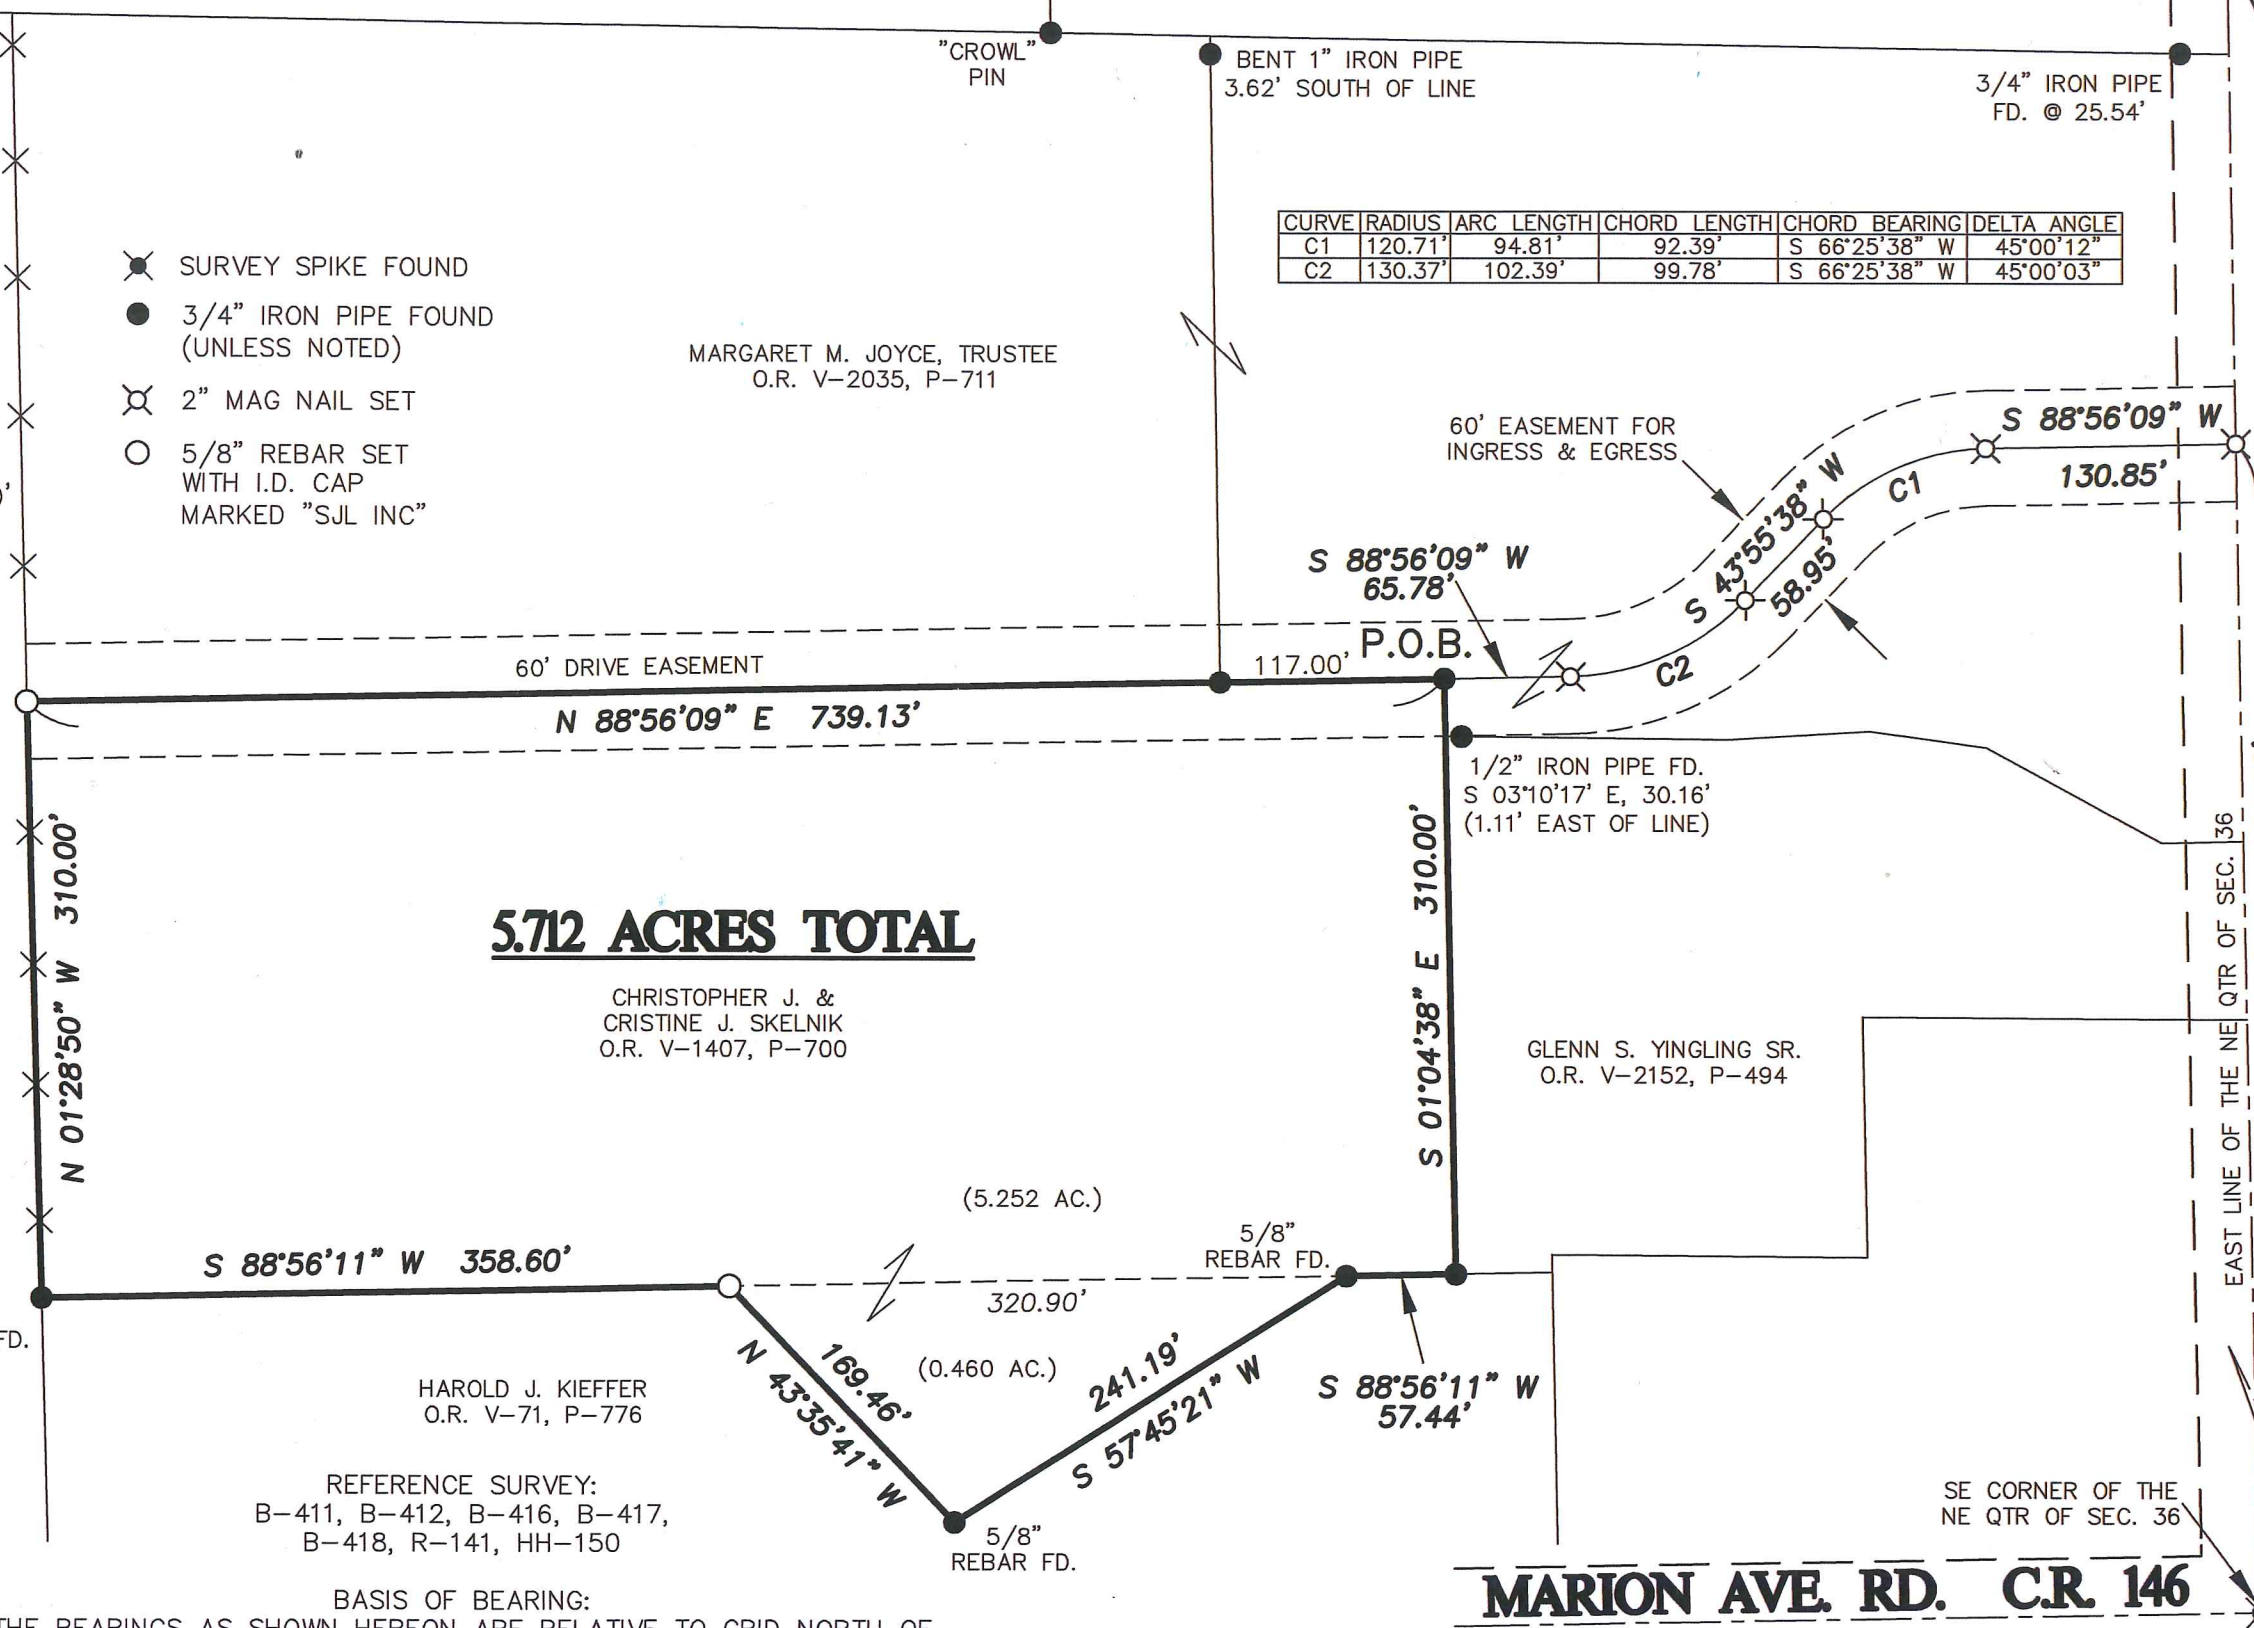 "CROWL"
PIN
BENT 1" IRON PIPE
3.62' SOUTH OF LINE
3/4" IRON PIPE
FD. @ 25.54'
CURVE RADIUS ARC LENGTH CHORD LENGTH CHORD BEARING DELTA ANGLE
C1 120.71' 94.81' 92.39' S 66°25'38" W 45°00'12"
C2 130.37' 102.39' 99.78' S 66°25'38" W 45°00'03"
SURVEY SPIKE FOUND
3/4" IRON PIPE FOUND
(UNLESS NOTED)
2" MAG NAIL SET
5/8" REBAR SET
WITH I.D. CAP
MARKED "SJL INC"
MARGARET M. JOYCE, TRUSTEE
O.R. V-2035, P-711
60' EASEMENT FOR
INGRESS & EGRESS
S 88°56'09" W
130.85'
C1
S 43°55'38" W
58.95'
C2
S 88°56'09" W
65.78'
P.O.B.
117.00'
60' DRIVE EASEMENT
N 88°56'09" E 739.13'
1/2" IRON PIPE FD.
S 03°10'17' E, 30.16'
(1.11' EAST OF LINE)
N 01°28'50" W 310.00'
S 01°04'38" E 310.00'
5.712 ACRES TOTAL
CHRISTOPHER J. &
CRISTINE J. SKELNIK
O.R. V-1407, P-700
GLENN S. YINGLING SR.
O.R. V-2152, P-494
EAST LINE OF THE NE QTR OF SEC. 36
(5.252 AC.)
5/8"
REBAR FD.
S 88°56'11" W 358.60'
320.90'
FD.
(0.460 AC.)
169.46'
N 43°35'41" W
241.19'
S 57°45'21" W
S 88°56'11" W
57.44'
HAROLD J. KIEFFER
O.R. V-71, P-776
REFERENCE SURVEY:
B-411, B-412, B-416, B-417,
B-418, R-141, HH-150
5/8"
REBAR FD.
SE CORNER OF THE
NE QTR OF SEC. 36
MARION AVE. RD. C.R. 146
BASIS OF BEARING:
THE BEARINGS AS SHOWN HEREON ARE RELATIVE TO GRID NORTH OF